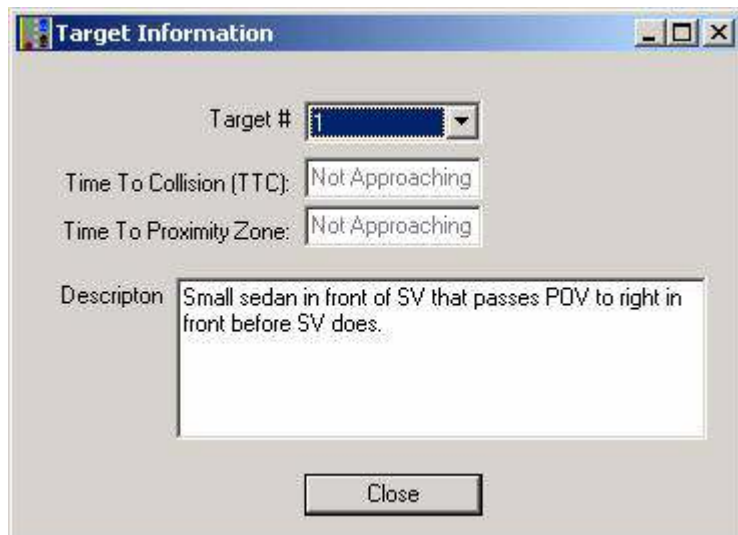 Target Information
Target # 1
Time To Collision (TTC): Not Approaching
Time To Proximity Zone: Not Approaching
Descripton Small sedan in front of SV that passes POV to right in
front before SV does.
Close